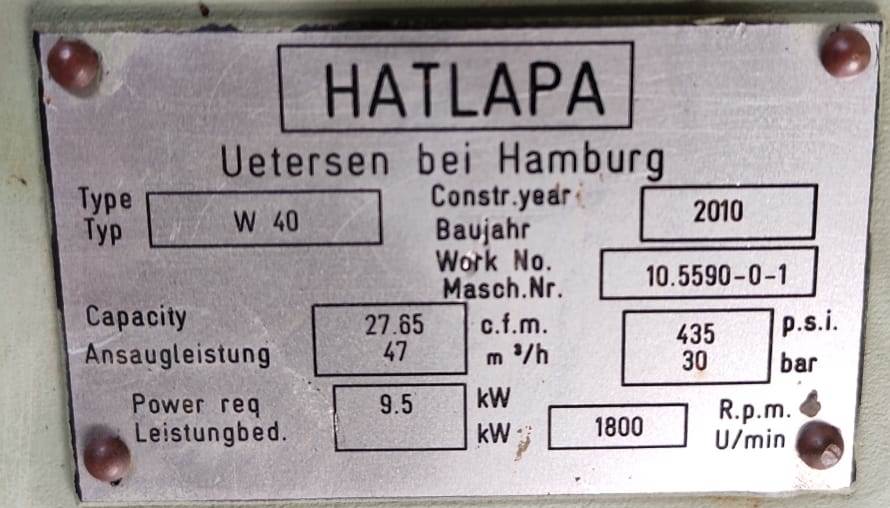 HATLAPA
Uetersen bei Hamburg
Type
Typ
W 40
Constr.year
Baujahr
2010
Work No.
Masch.Nr.
10.5590-0-1
Capacity
Ansaugleistung
27.65 c.f.m.
47 m ³/h
435 p.s.i.
30 bar
Power req
Leistungbed.
9.5 kW
kW
1800
R.p.m.
U/min